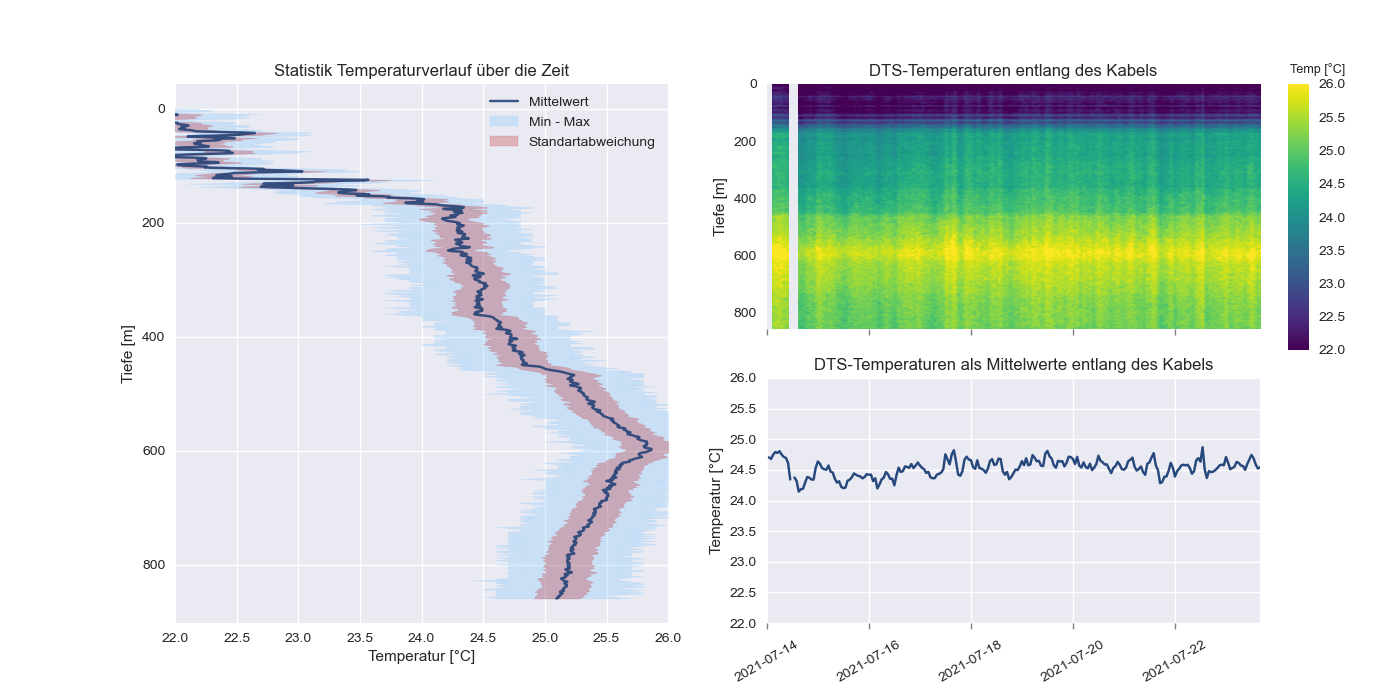 Statistik Temperaturverlauf über die Zeit
Mittelwert
Min - Max
Standartabweichung
0
200
400
600
800
Tiefe [m]
22.0 22.5 23.0 23.5 24.0 24.5 25.0 25.5 26.0
Temperatur [°C]
DTS-Temperaturen entlang des Kabels
0
200
400
600
800
Tiefe [m]
Temp [°C]
26.0
25.5
25.0
24.5
24.0
23.5
23.0
22.5
22.0
DTS-Temperaturen als Mittelwerte entlang des Kabels
26.0
25.5
25.0
24.5
24.0
23.5
23.0
22.5
22.0
Temperatur [°C]
2021-07-14 2021-07-16 2021-07-18 2021-07-20 2021-07-22